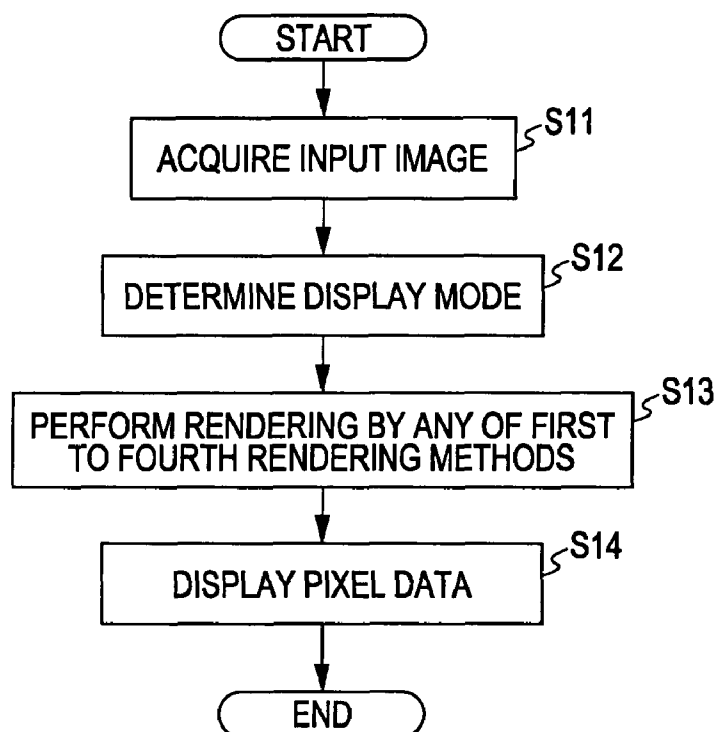 START
S11
ACQUIRE INPUT IMAGE
S12
DETERMINE DISPLAY MODE
S13
PERFORM RENDERING BY ANY OF FIRST
TO FOURTH RENDERING METHODS
S14
DISPLAY PIXEL DATA
END